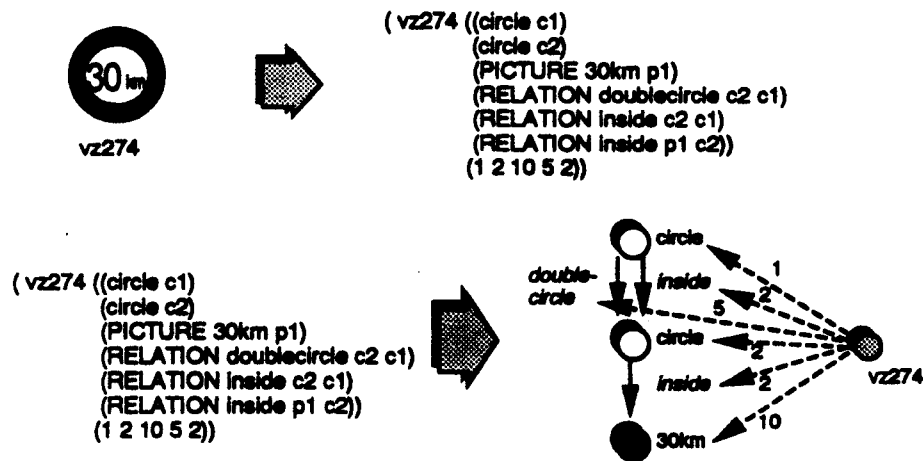 30 km
vz274
( vz274 ((circle c1)
(circle c2)
(PICTURE 30km p1)
(RELATION doublecircle c2 c1)
(RELATION inside c2 c1)
(RELATION inside p1 c2))
(1 2 10 5 2))
( vz274 ((circle c1)
(circle c2)
(PICTURE 30km p1)
(RELATION doublecircle c2 c1)
(RELATION inside c2 c1)
(RELATION inside p1 c2))
(1 2 10 5 2))
circle
1
double-
circle
inside
2
5
circle
2
inside
2
vz274
30km
10